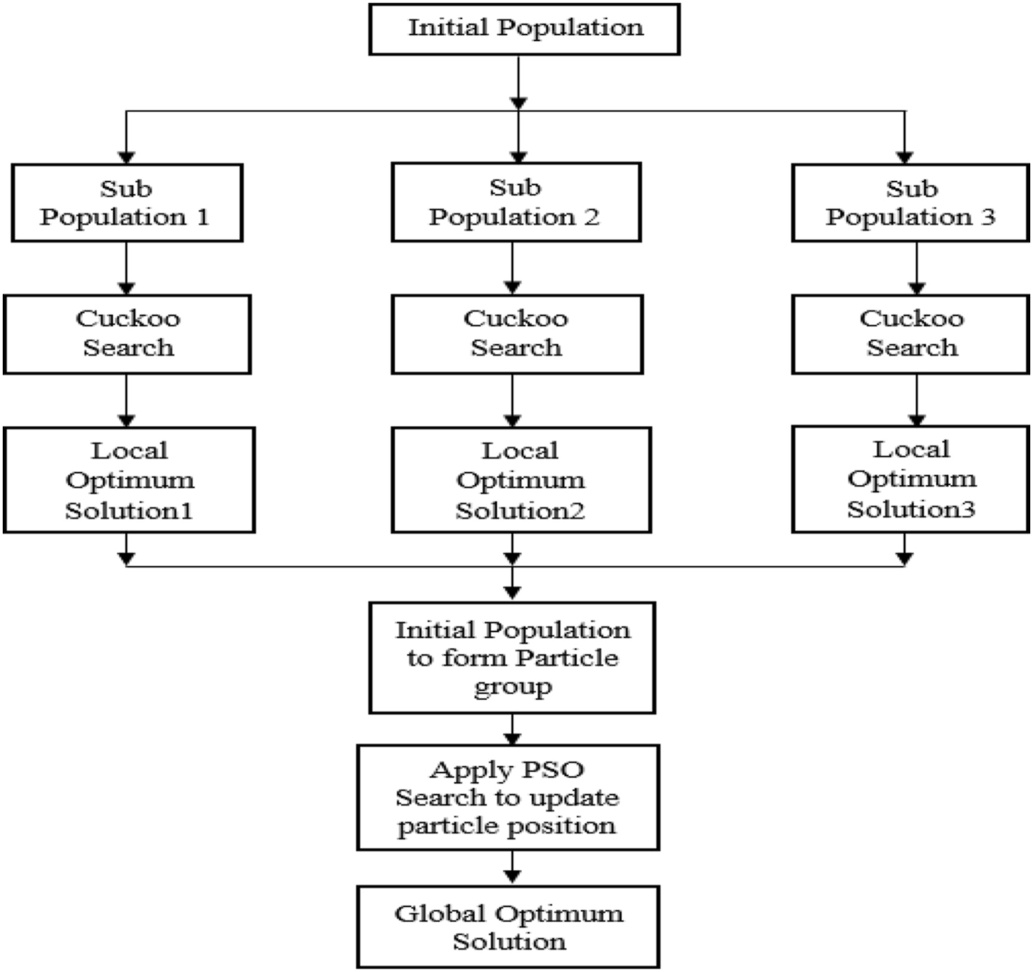 Initial Population
Sub
Population 1
Sub
Population 2
Sub
Population 3
Cuckoo
Search
Cuckoo
Search
Cuckoo
Search
Local
Optimum
Solution1
Local
Optimum
Solution2
Local
Optimum
Solution3
Initial Population
to form Particle
group
Apply PSO
Search to update
particle position
Global Optimum
Solution